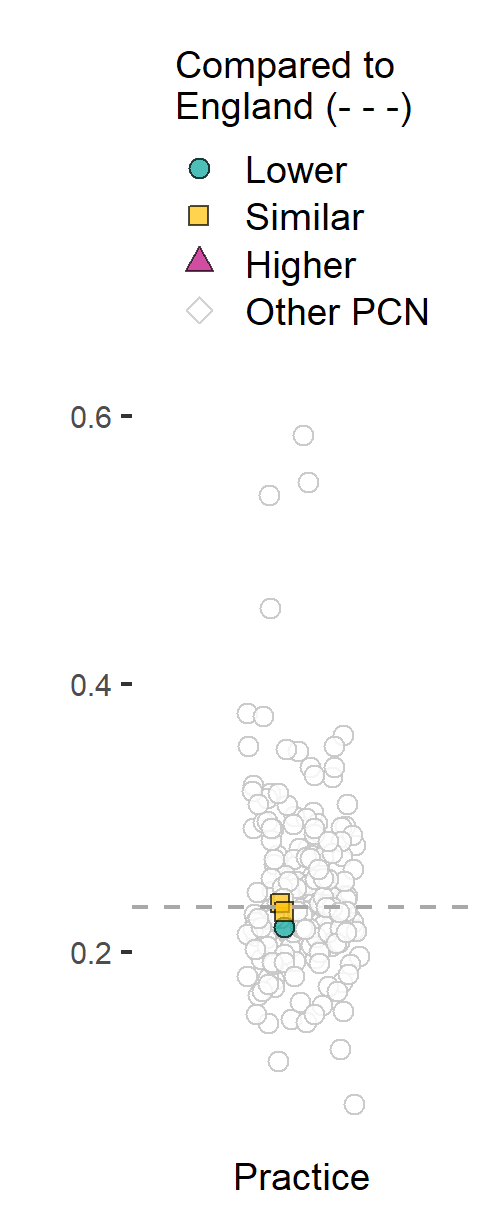 Compared to
England (- - -)
Lower
Similar
Higher
Other PCN
0.6
0.4
0.2
Practice